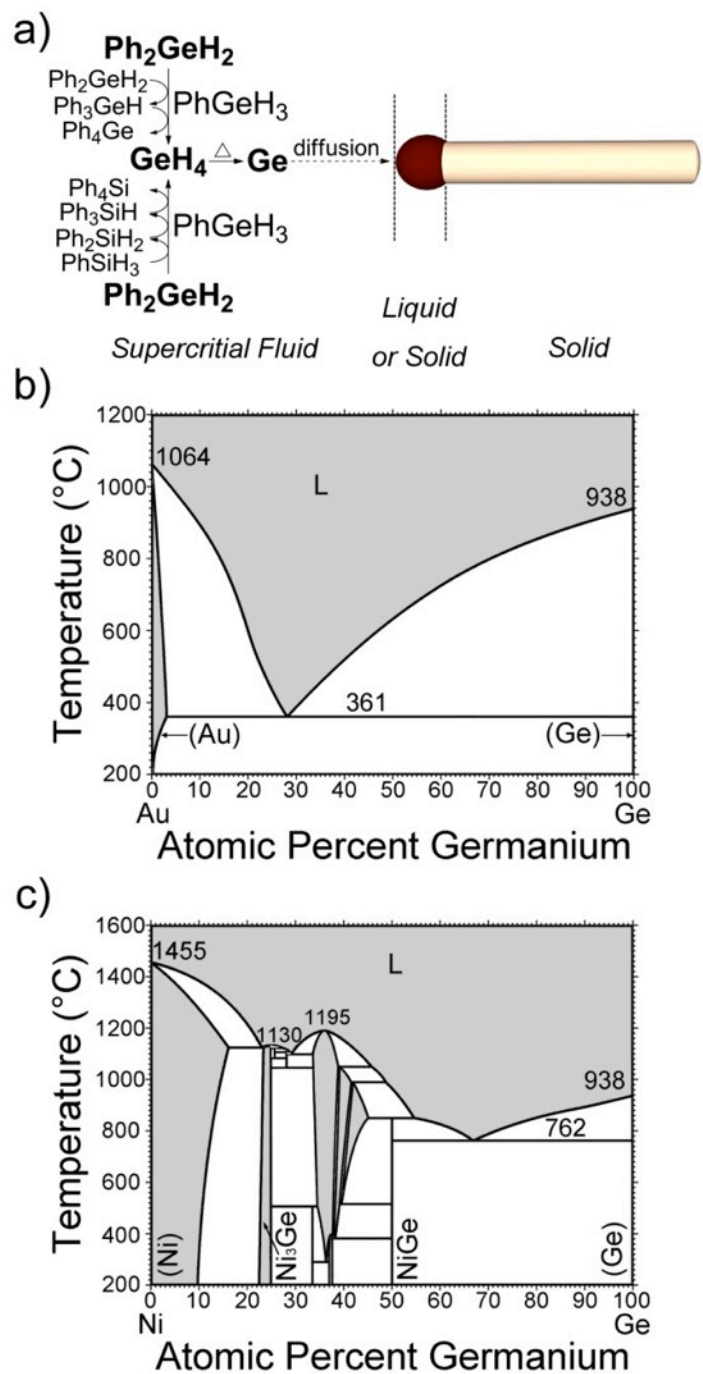 a)
Ph₂GeH₂
Ph₂GeH₂
Ph₃GeH
PhGeH₃
Ph₄Ge
GeH₄ △ Ge diffusion
Ph₄Si
Ph₃SiH
PhGeH₃
Ph₂SiH₂
PhSiH₃
Ph₂GeH₂
Supercritial Fluid
Liquid
or Solid
Solid
b)
Temperature (°C)
1200
1000
800
600
400
200
1064
L
938
361
(Au)
(Ge)
0 10 20 30 40 50 60 70 80 90 100
Au Ge
Atomic Percent Germanium
c)
Temperature (°C)
1600
1400
1200
1000
800
600
400
200
1455
L
1130
1195
938
762
(Ni)
Ni₃Ge
NiGe
(Ge)
0 10 20 30 40 50 60 70 80 90 100
Ni Ge
Atomic Percent Germanium